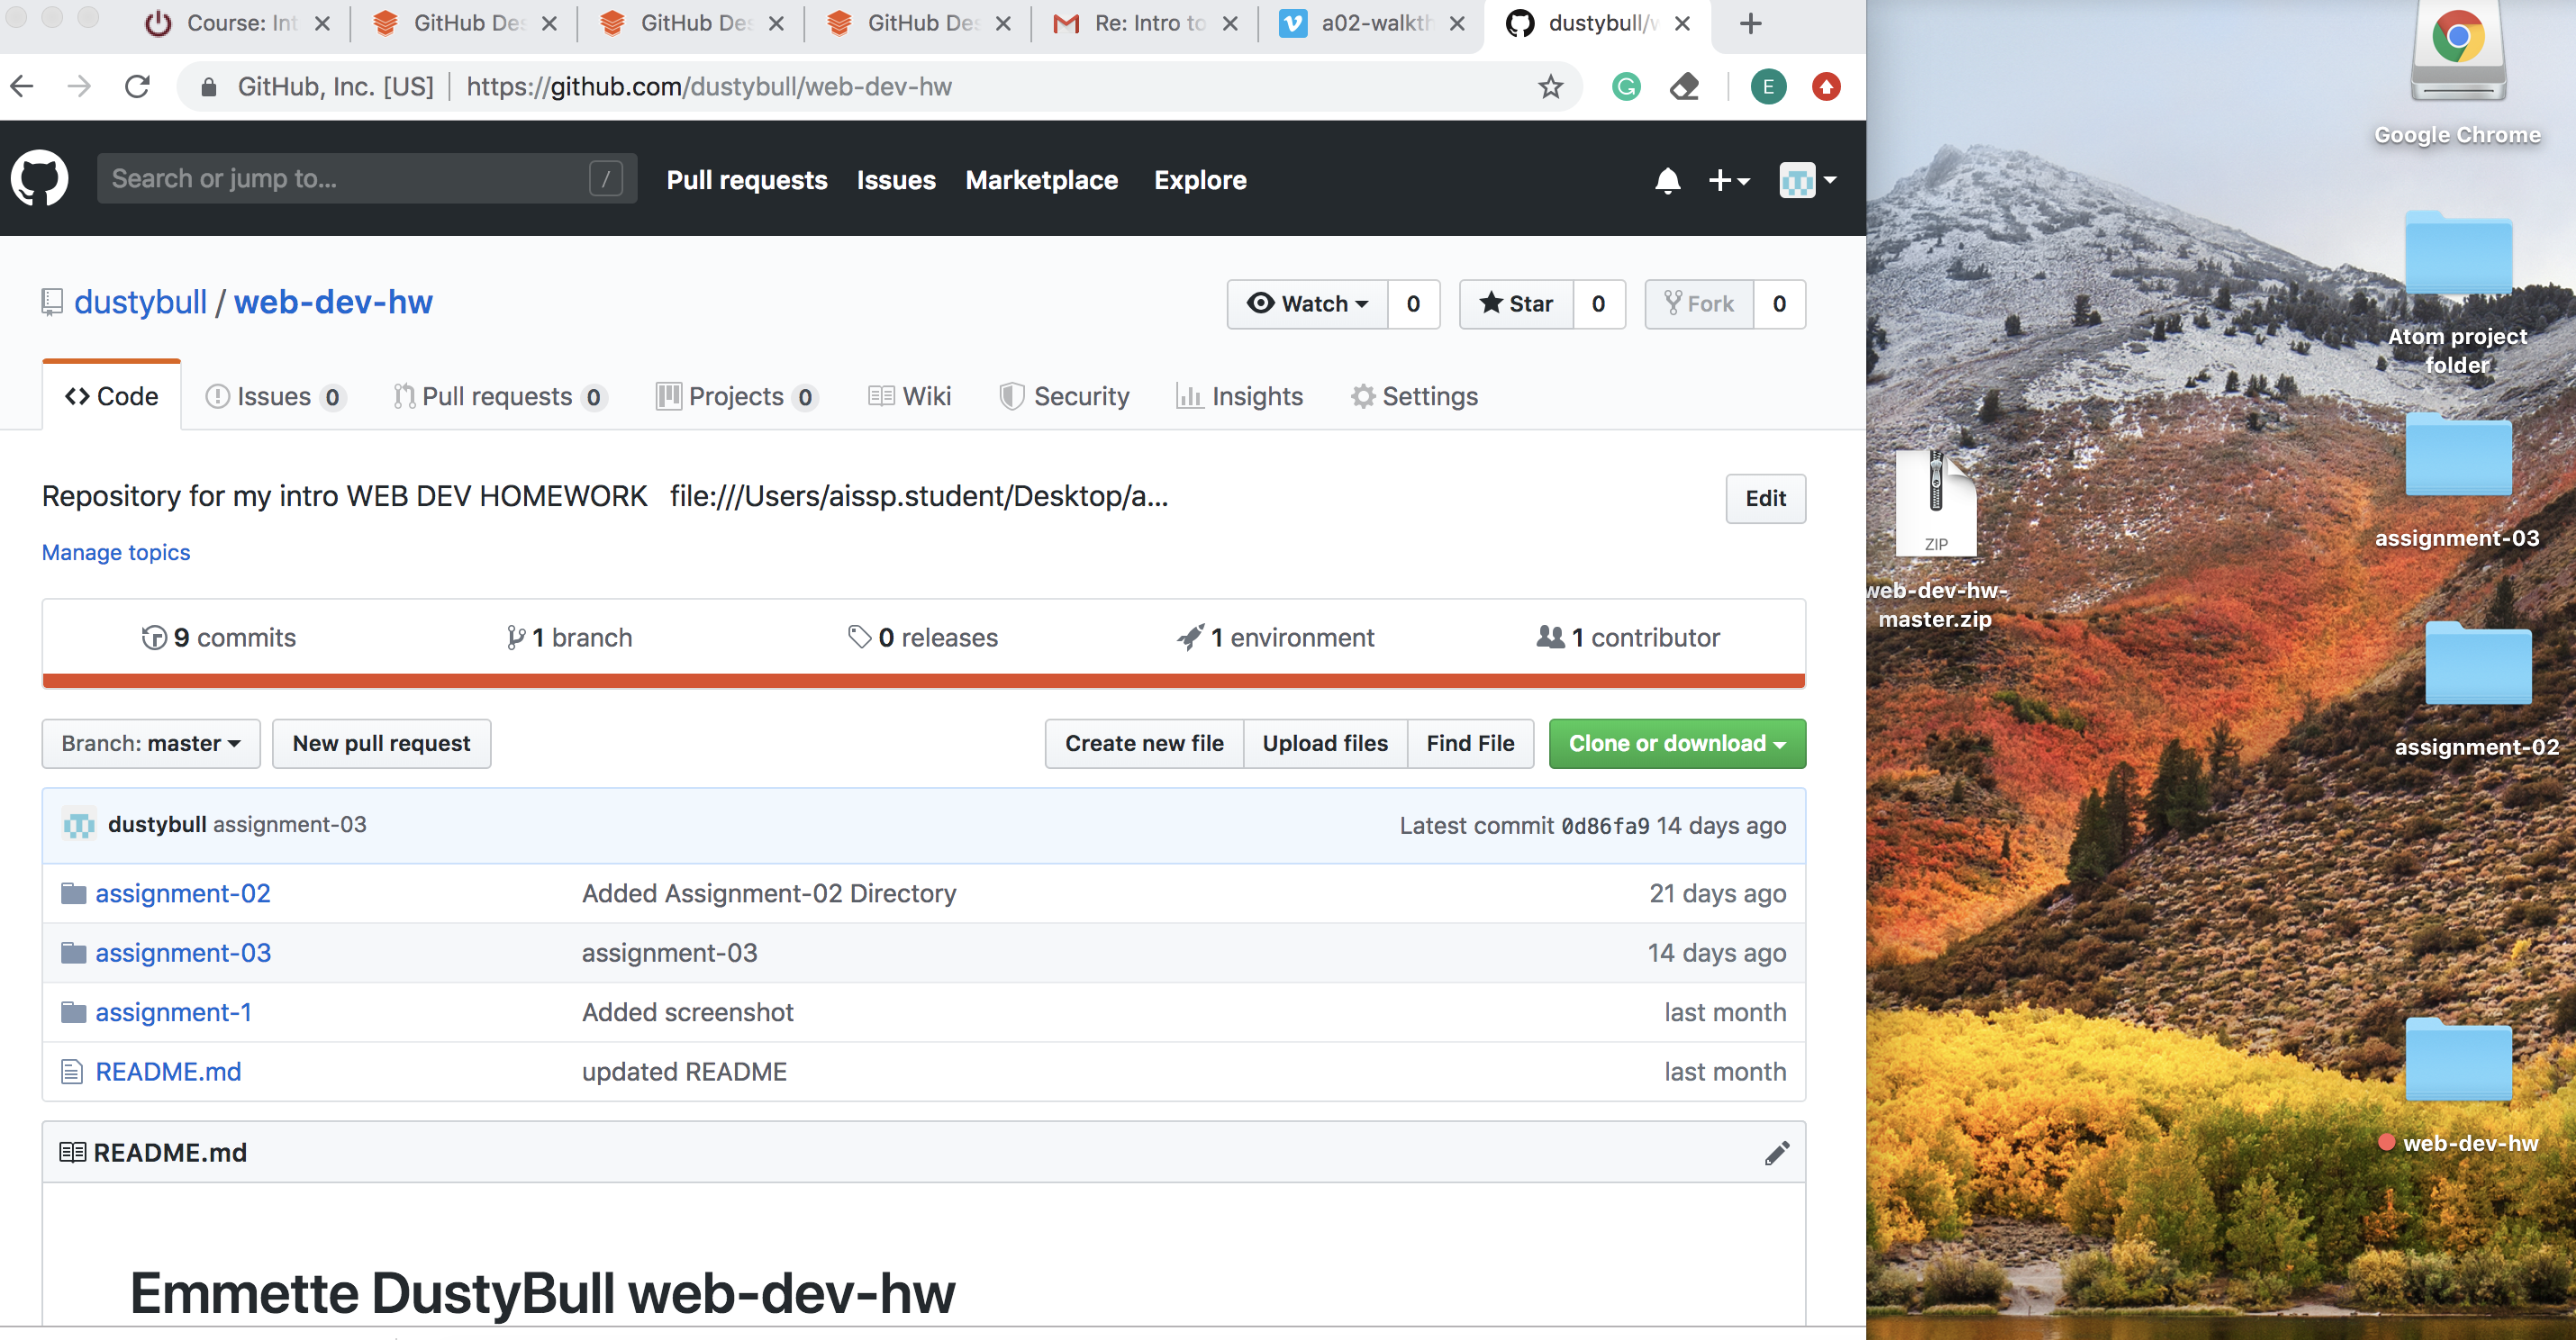 Course: Int
GitHub Des
GitHub Des
GitHub Des
Re: Intro to
a02-walkth
dustybull/w
GitHub, Inc. [US] | https://github.com/dustybull/web-dev-hw
E
Search or jump to... /
Pull requests Issues Marketplace Explore
dustybull / web-dev-hw
Watch 0 Star 0 Fork 0
Code Issues 0 Pull requests 0 Projects 0 Wiki Security Insights Settings
Repository for my intro WEB DEV HOMEWORK file:///Users/aissp.student/Desktop/a...
Edit
Manage topics
9 commits 1 branch 0 releases 1 environment 1 contributor
Branch: master New pull request Create new file Upload files Find File Clone or download
dustybull assignment-03 Latest commit 0d86fa9 14 days ago
assignment-02 Added Assignment-02 Directory 21 days ago
assignment-03 assignment-03 14 days ago
assignment-1 Added screenshot last month
README.md updated README last month
README.md
Emmette DustyBull web-dev-hw
Google Chrome
Atom project
folder
assignment-03
ZIP
web-dev-hw-
master.zip
assignment-02
web-dev-hw